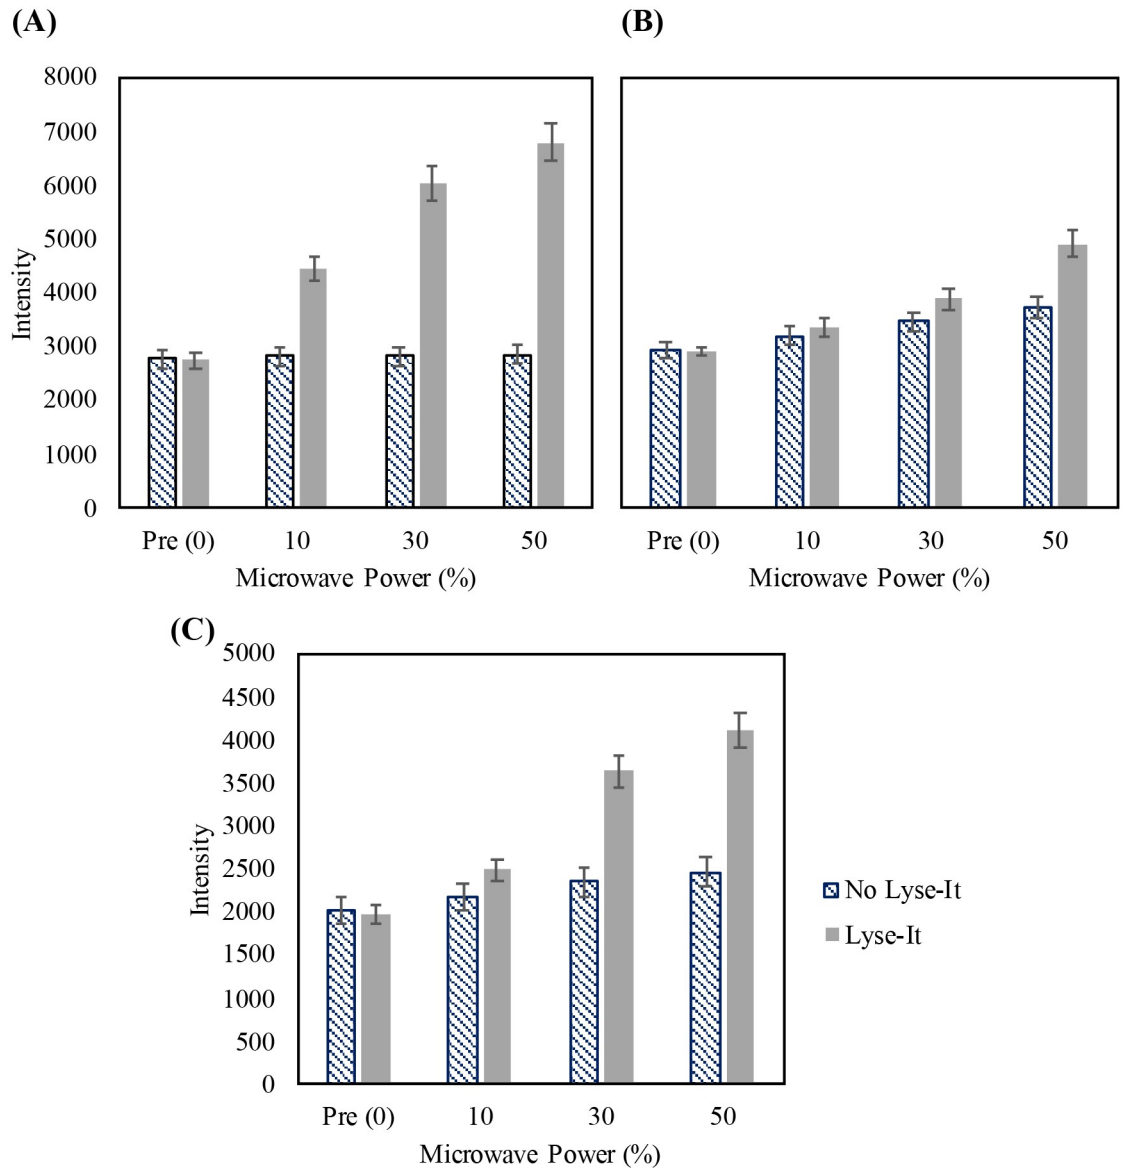 (A)
(B)
8000
7000
6000
5000
4000
3000
2000
1000
0
Intensity
Pre (0) 10 30 50
Microwave Power (%)
Pre (0) 10 30 50
Microwave Power (%)
(C)
5000
4500
4000
3500
3000
2500
2000
1500
1000
500
0
Intensity
Pre (0) 10 30 50
Microwave Power (%)
No Lyse-It
Lyse-It